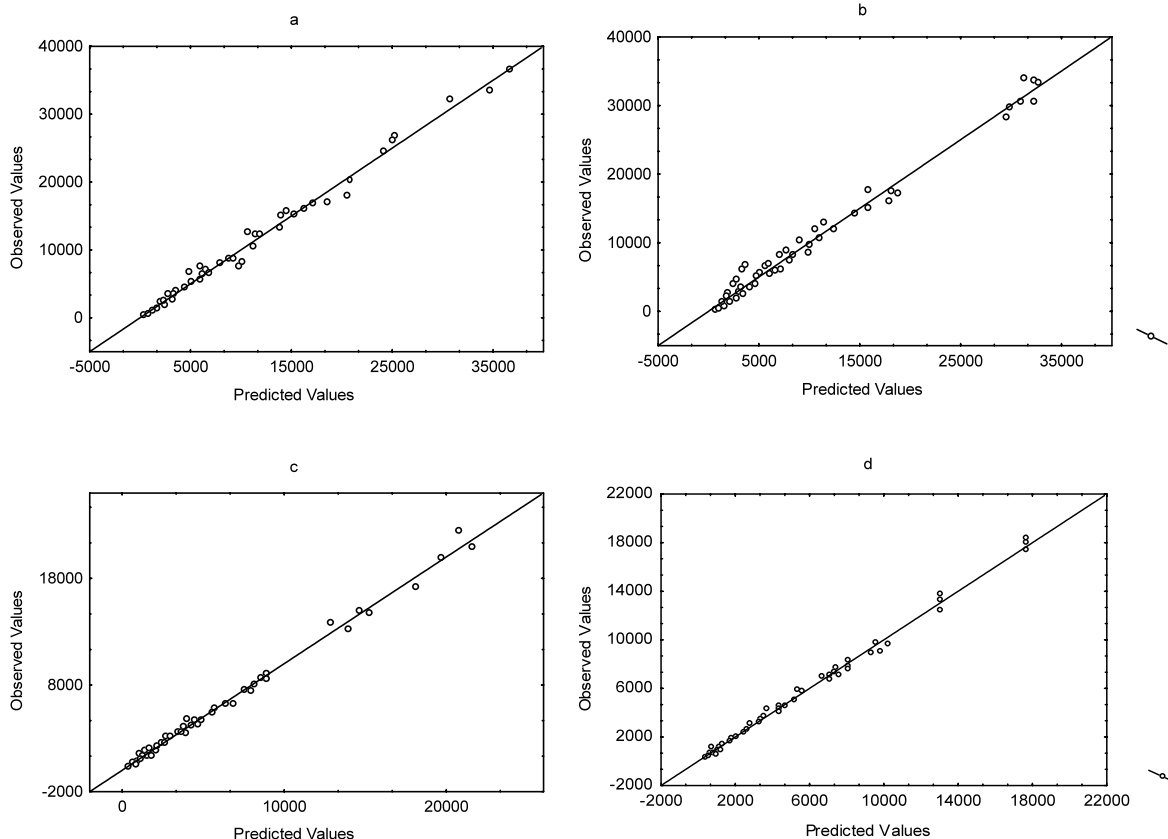 a
40000
30000
20000
10000
0
-5000 5000 15000 25000 35000
Observed Values
Predicted Values
b
40000
30000
20000
10000
0
-5000 5000 15000 25000 35000
Observed Values
Predicted Values
c
18000
8000
-2000
0 10000 20000
Observed Values
Predicted Values
d
22000
18000
14000
10000
6000
2000
-2000
-2000 2000 6000 10000 14000 18000 22000
Observed Values
Predicted Values